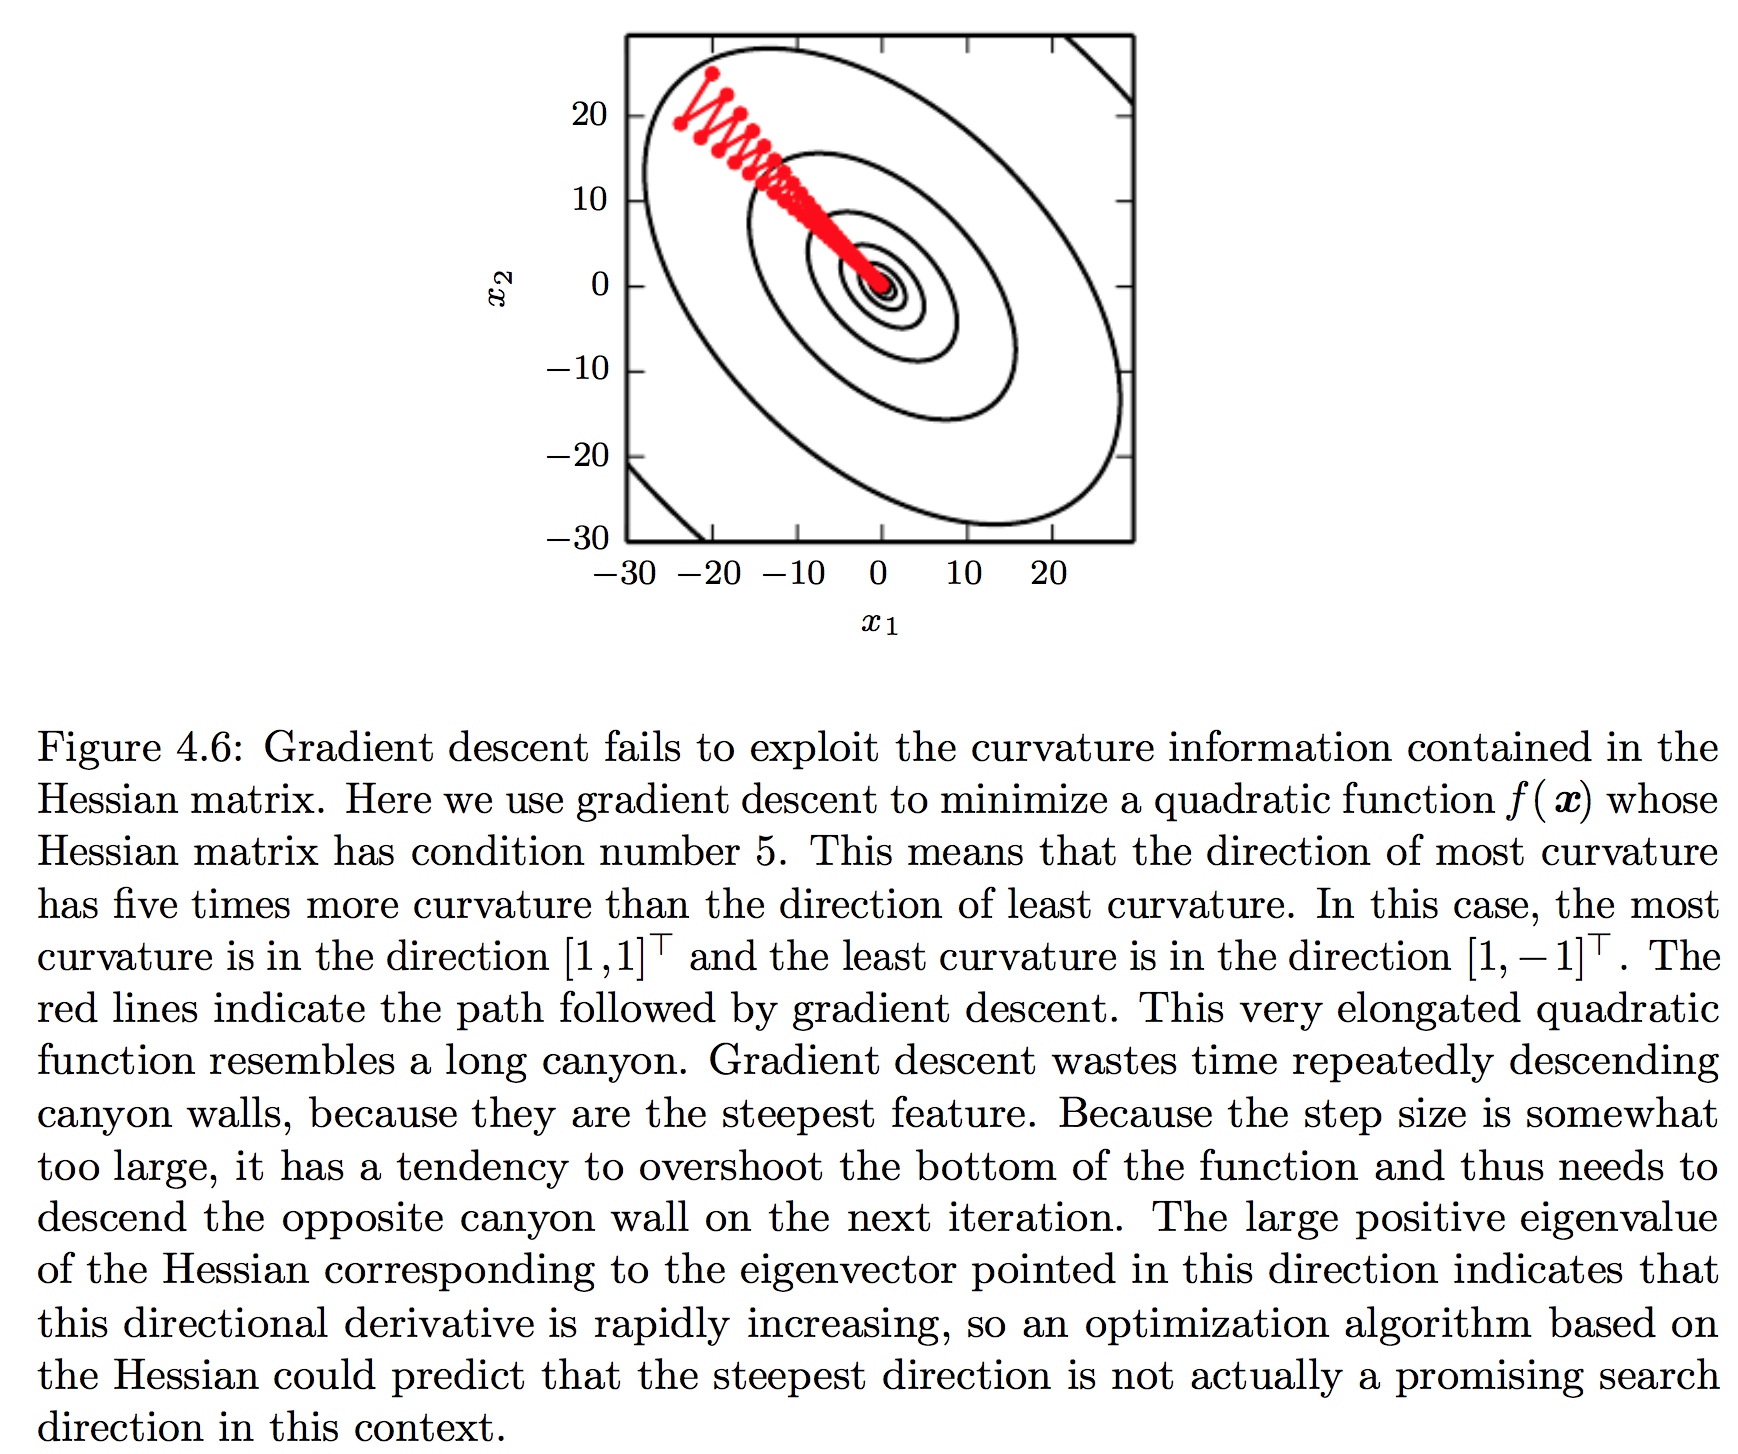 20
10
0
−10
−20
−30
x2
−30 −20 −10 0 10 20
x1
Figure 4.6: Gradient descent fails to exploit the curvature information contained in the
Hessian matrix. Here we use gradient descent to minimize a quadratic function f( x) whose
Hessian matrix has condition number 5. This means that the direction of most curvature
has five times more curvature than the direction of least curvature. In this case, the most
curvature is in the direction [1,1]⊤ and the least curvature is in the direction [1, −1]⊤. The
red lines indicate the path followed by gradient descent. This very elongated quadratic
function resembles a long canyon. Gradient descent wastes time repeatedly descending
canyon walls, because they are the steepest feature. Because the step size is somewhat
too large, it has a tendency to overshoot the bottom of the function and thus needs to
descend the opposite canyon wall on the next iteration. The large positive eigenvalue
of the Hessian corresponding to the eigenvector pointed in this direction indicates that
this directional derivative is rapidly increasing, so an optimization algorithm based on
the Hessian could predict that the steepest direction is not actually a promising search
direction in this context.